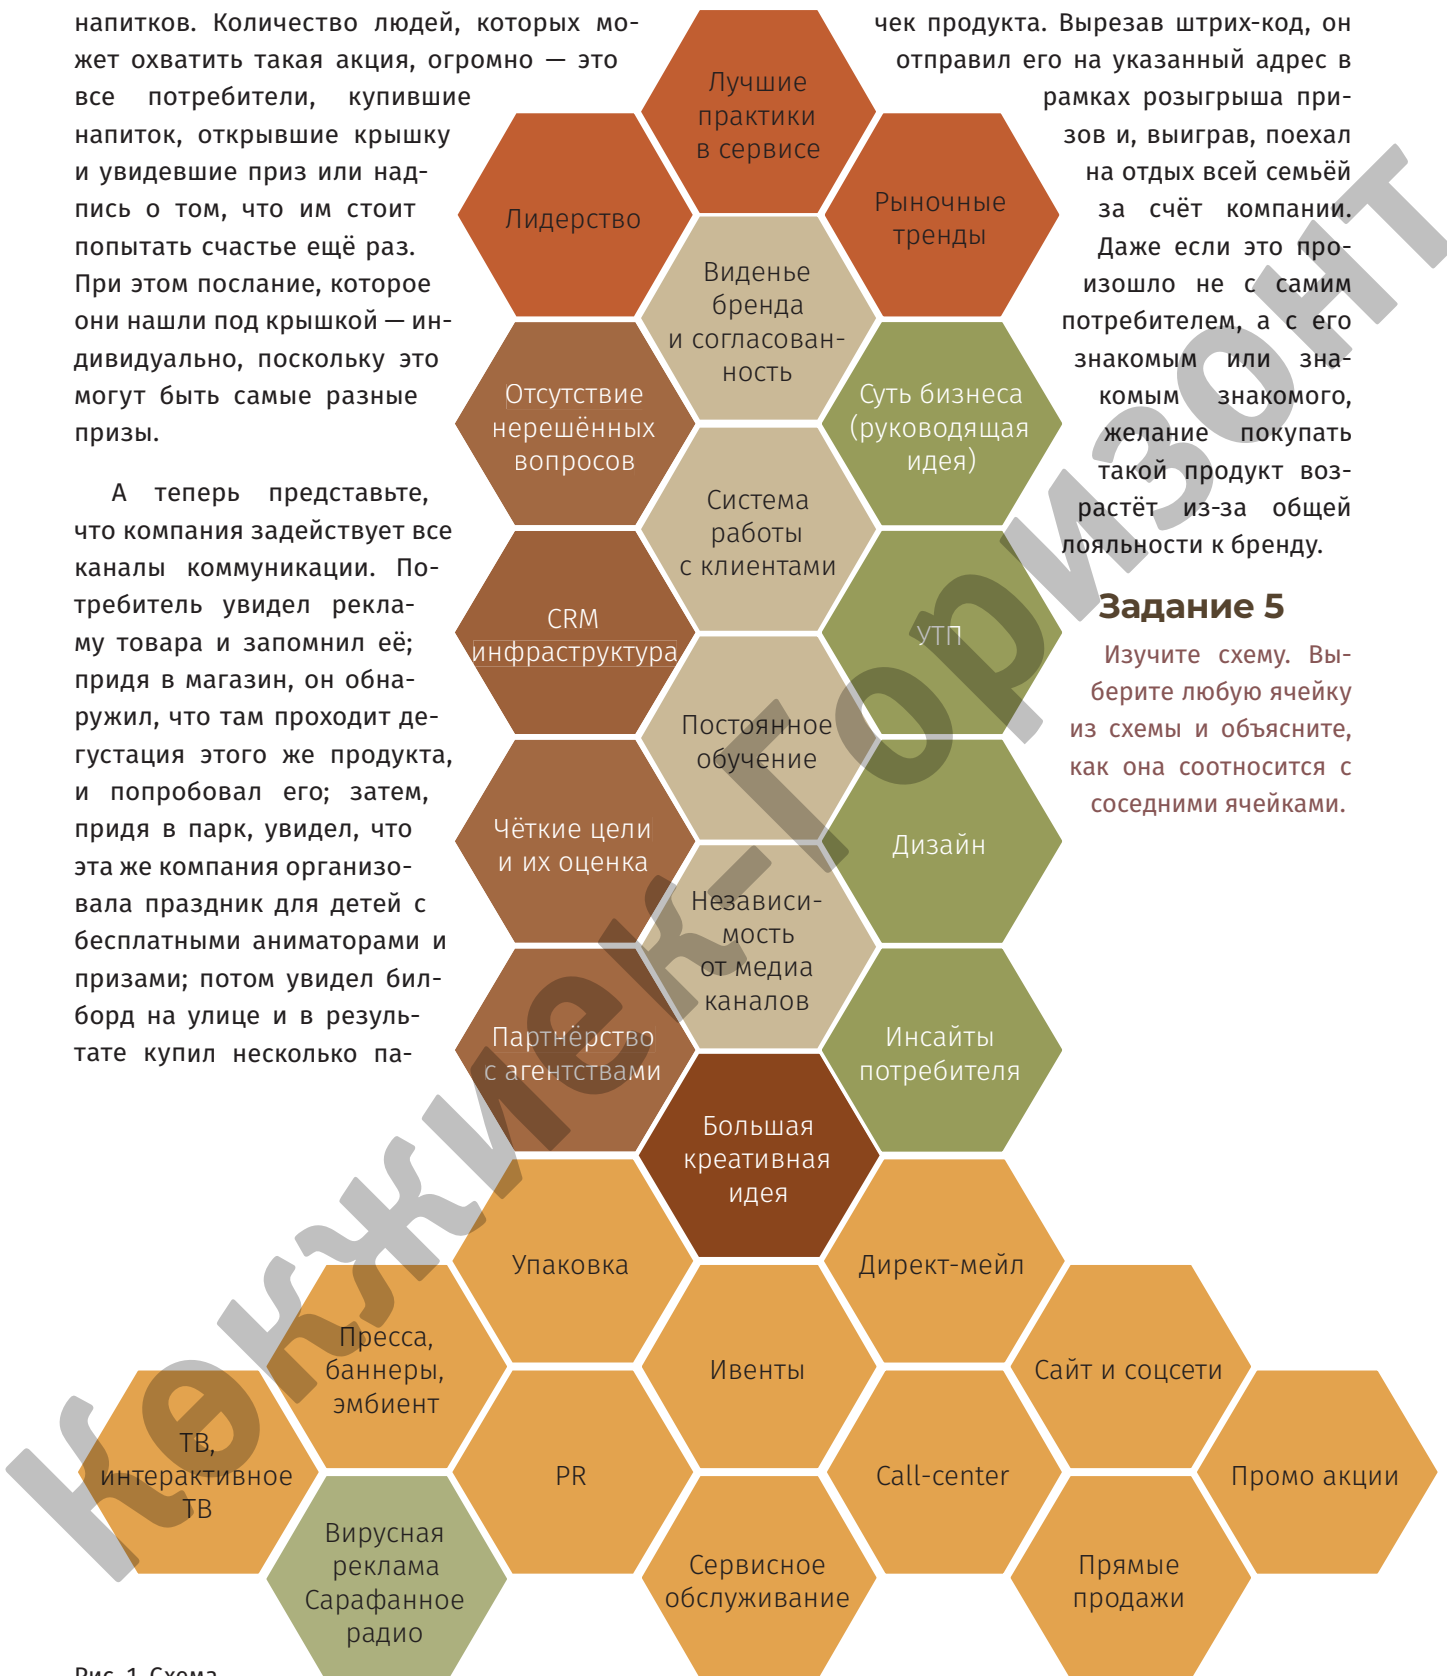 напитков. Количество людей, которых мо-
жет охватить такая акция, огромно — это
все потребители, купившие
напиток, открывшие крышку
и увидевшие приз или над-
пись о том, что им стоит
попытать счастье ещё раз.
При этом послание, которое
они нашли под крышкой — ин-
дивидуально, поскольку это
могут быть самые разные
призы.
А теперь представьте,
что компания задействует все
каналы коммуникации. По-
требитель увидел рекла-
му товара и запомнил её;
придя в магазин, он обна-
ружил, что там проходит де-
густация этого же продукта,
и попробовал его; затем,
придя в парк, увидел, что
эта же компания организо-
вала праздник для детей с
бесплатными аниматорами и
призами; потом увидел бил-
борд на улице и в резуль-
тате купил несколько па-
чек продукта. Вырезав штрих-код, он
отправил его на указанный адрес в
рамках розыгрыша при-
зов и, выиграв, поехал
на отдых всей семьёй
за счёт компании.
Даже если это про-
изошло не с самим
потребителем, а с его
знакомым или зна-
комым знакомого,
желание покупать
такой продукт воз-
растёт из-за общей
лояльности к бренду.
Задание 5
Изучите схему. Вы-
берите любую ячейку
из схемы и объясните,
как она соотносится с
соседними ячейками.
Лучшие
практики
в сервисе
Лидерство
Рыночные
тренды
Виденье
бренда
и согласован-
ность
Отсутствие
нерешённых
вопросов
Суть бизнеса
(руководящая
идея)
Система
работы
с клиентами
CRM
инфраструктура
УТП
Постоянное
обучение
Чёткие цели
и их оценка
Дизайн
Независи-
мость
от медиа
каналов
Партнёрство
с агентствами
Инсайты
потребителя
Большая
креативная
идея
Упаковка
Директ-мейл
Пресса,
баннеры,
эмбиент
Ивенты
Сайт и соцсети
ТВ,
интерактивное
ТВ
PR
Call-center
Промо акции
Вирусная
реклама
Сарафанное
радио
Сервисное
обслуживание
Прямые
продажи
Рис. 1 Схема
Көкжиек-Горизонт